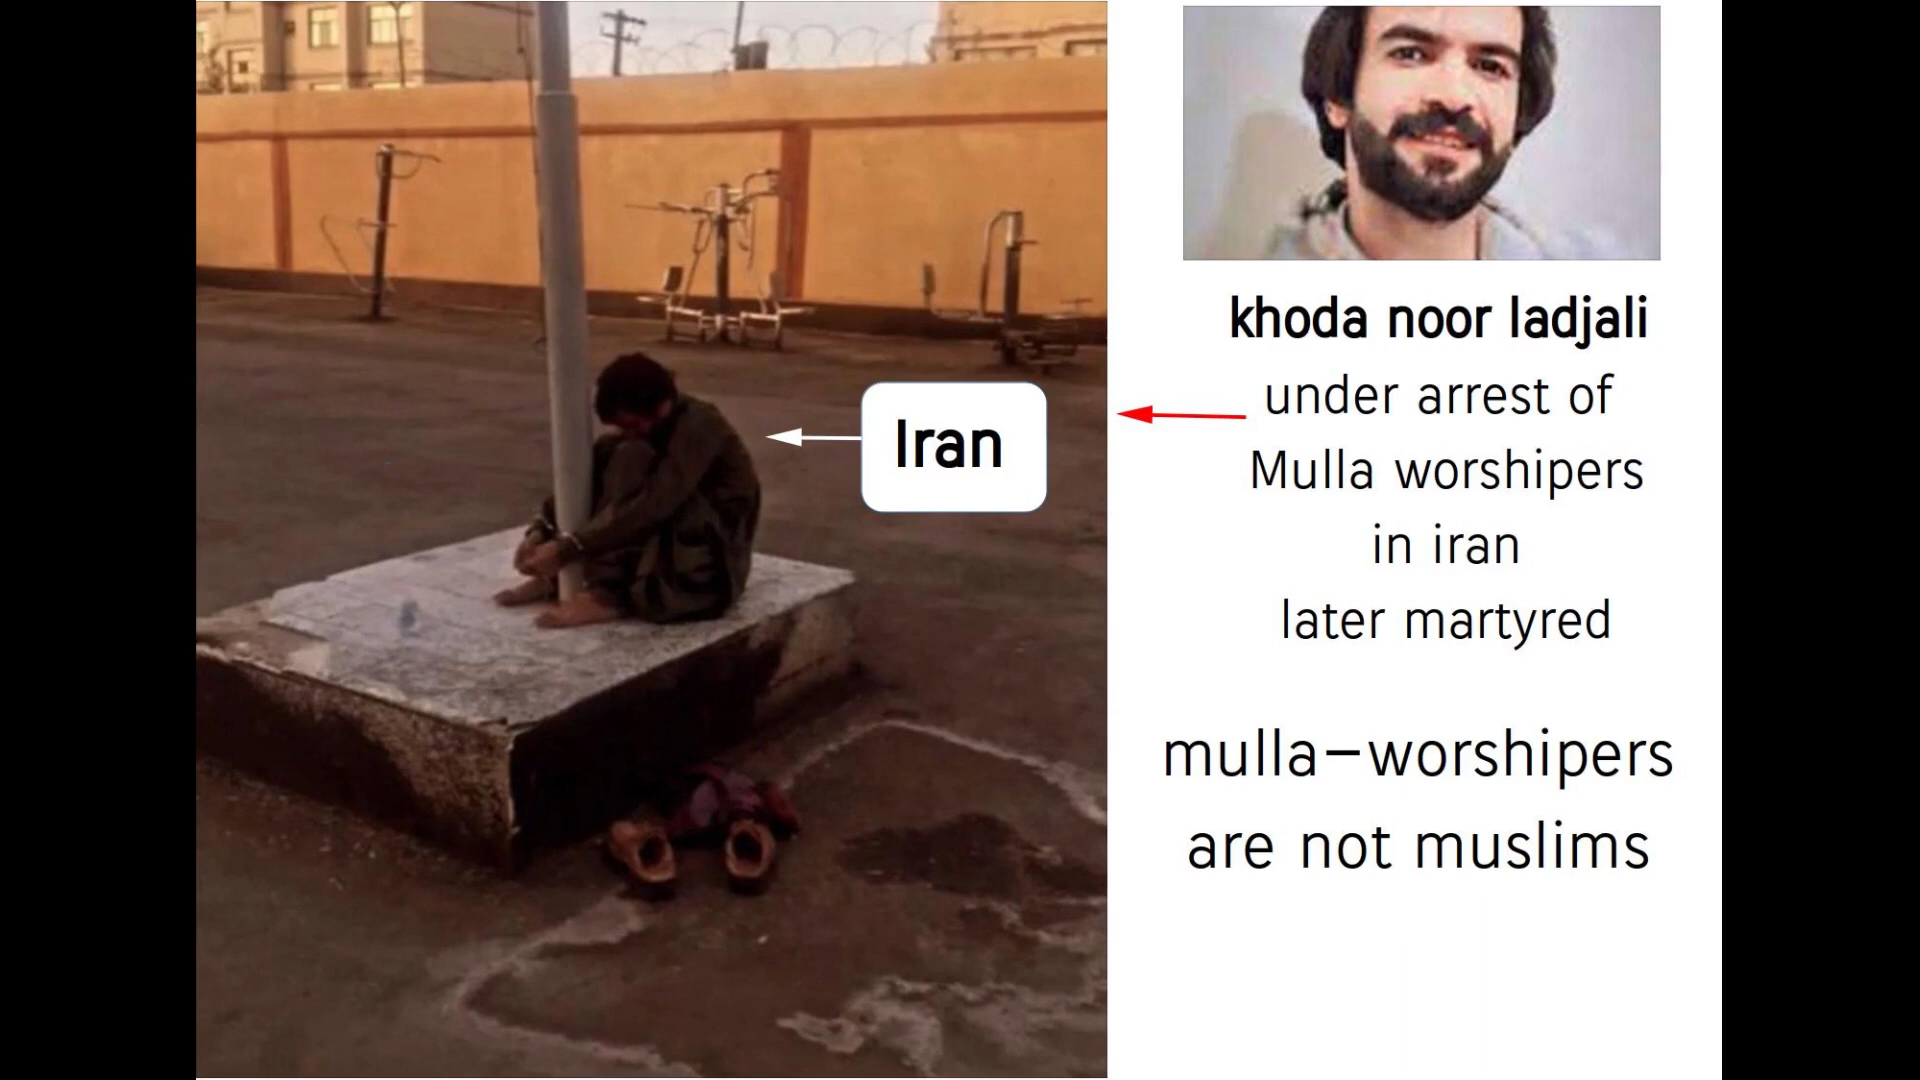 Iran
khoda noor ladjali
under arrest of
Mulla worshipers
in iran
later martyred
mulla-worshipers
are not muslims